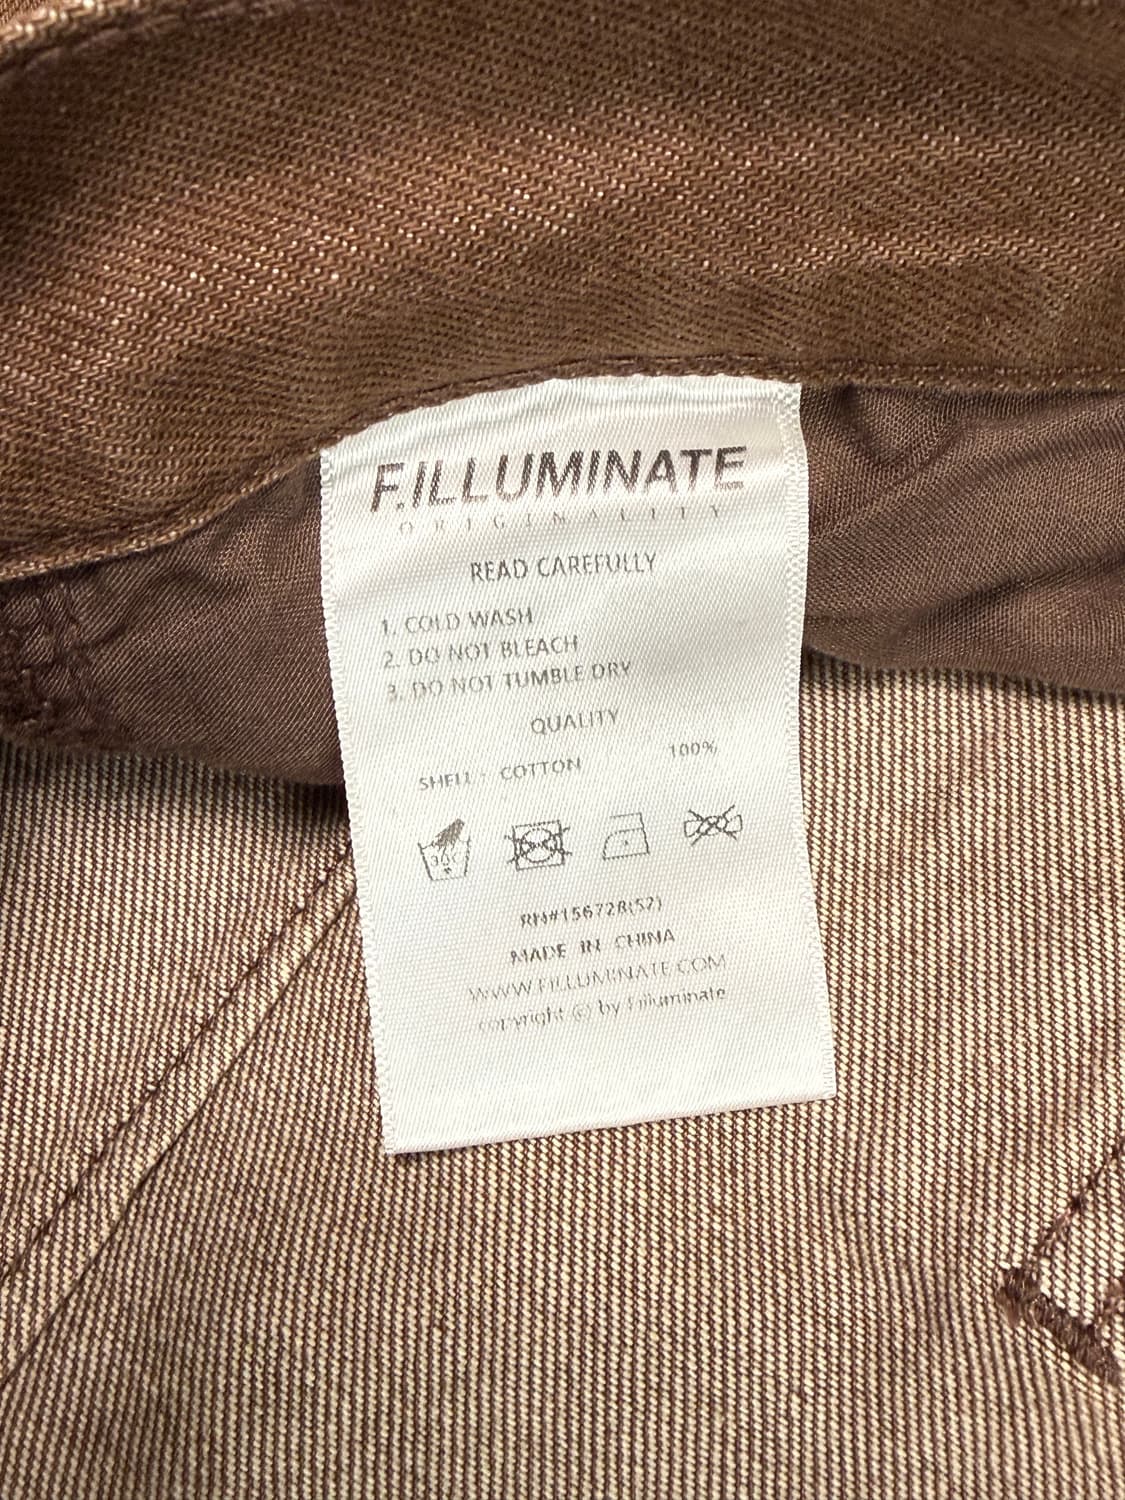 F.ILLUMINATE
ORIGINALITY
READ CAREFULLY
1. COLD WASH
2. DO NOT BLEACH
3. DO NOT TUMBLE DRY
QUALITY
SHELL : COTTON 100%
30C
RN#156728(52)
MADE IN CHINA
WWW.FILLUMINATE.COM
copyright © by Filluminate